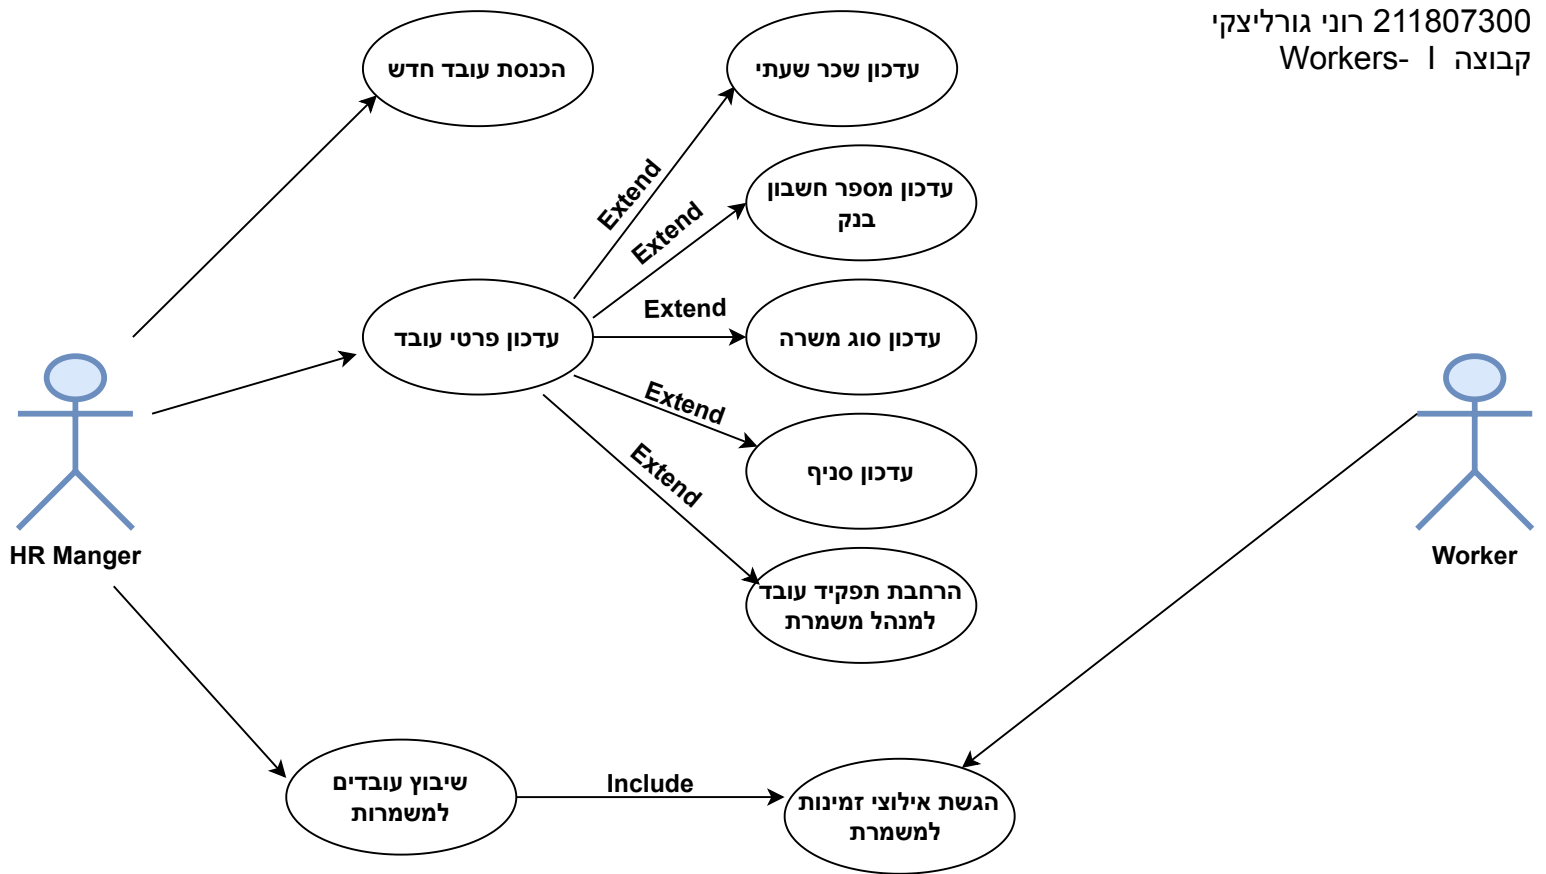 211807300 רוני גורליצקי
קבוצה Workers- I
הכנסת עובד חדש
עדכון שכר שעתי
Extend
עדכון מספר חשבון
בנק
Extend
עדכון פרטי עובד
Extend
עדכון סוג משרה
Extend
עדכון סניף
Extend
הרחבת תפקיד עובד
למנהל משמרת
HR Manger
Worker
שיבוץ עובדים
למשמרות
Include
הגשת אילוצי זמינות
למשמרת